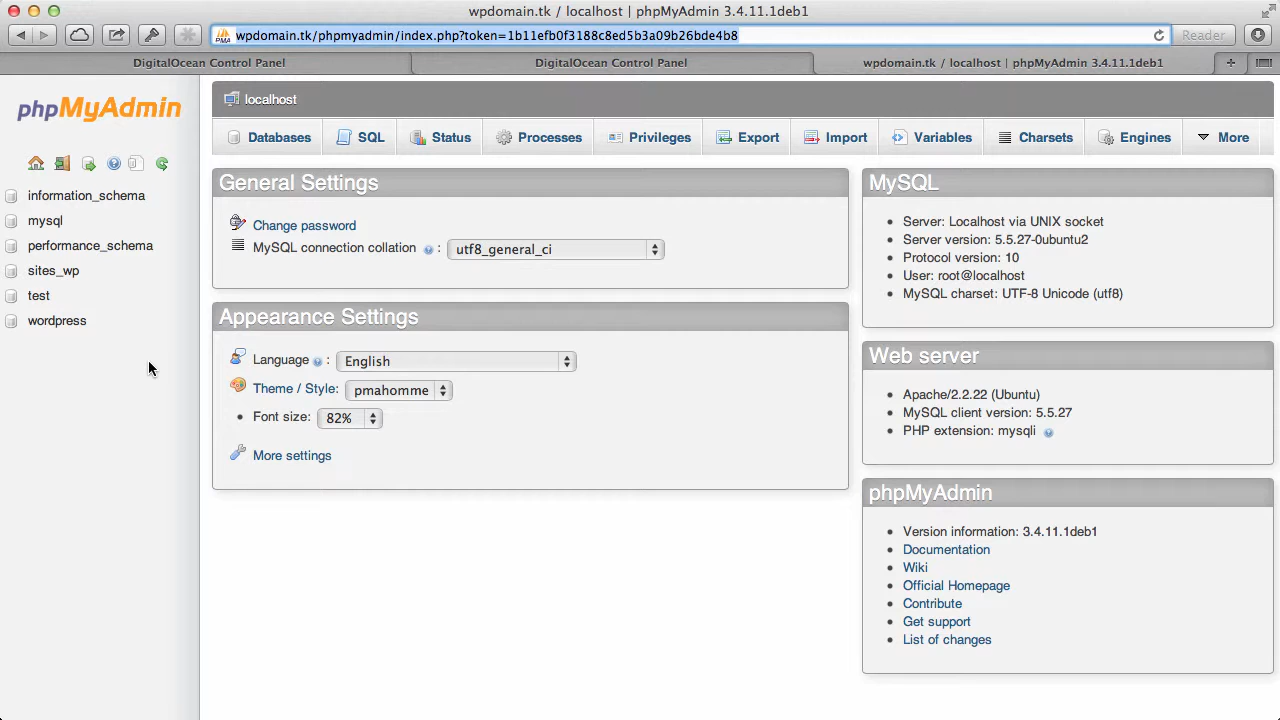 wpdomain.tk / localhost | phpMyAdmin 3.4.11.1deb1
wpdomain.tk/phpmyadmin/index.php?token=1b11efb0f3188c8ed5b3a09b26bde4b8
Reader
DigitalOcean Control Panel
DigitalOcean Control Panel
wpdomain.tk / localhost | phpMyAdmin 3.4.11.1deb1
phpMyAdmin
information_schema
mysql
performance_schema
sites_wp
test
wordpress
localhost
Databases
SQL
Status
Processes
Privileges
Export
Import
Variables
Charsets
Engines
More
General Settings
Change password
MySQL connection collation : utf8_general_ci
Appearance Settings
Language : English
Theme / Style: pmahomme
Font size: 82%
More settings
MySQL
Server: Localhost via UNIX socket
Server version: 5.5.27-0ubuntu2
Protocol version: 10
User: root@localhost
MySQL charset: UTF-8 Unicode (utf8)
Web server
Apache/2.2.22 (Ubuntu)
MySQL client version: 5.5.27
PHP extension: mysqli
phpMyAdmin
Version information: 3.4.11.1deb1
Documentation
Wiki
Official Homepage
Contribute
Get support
List of changes